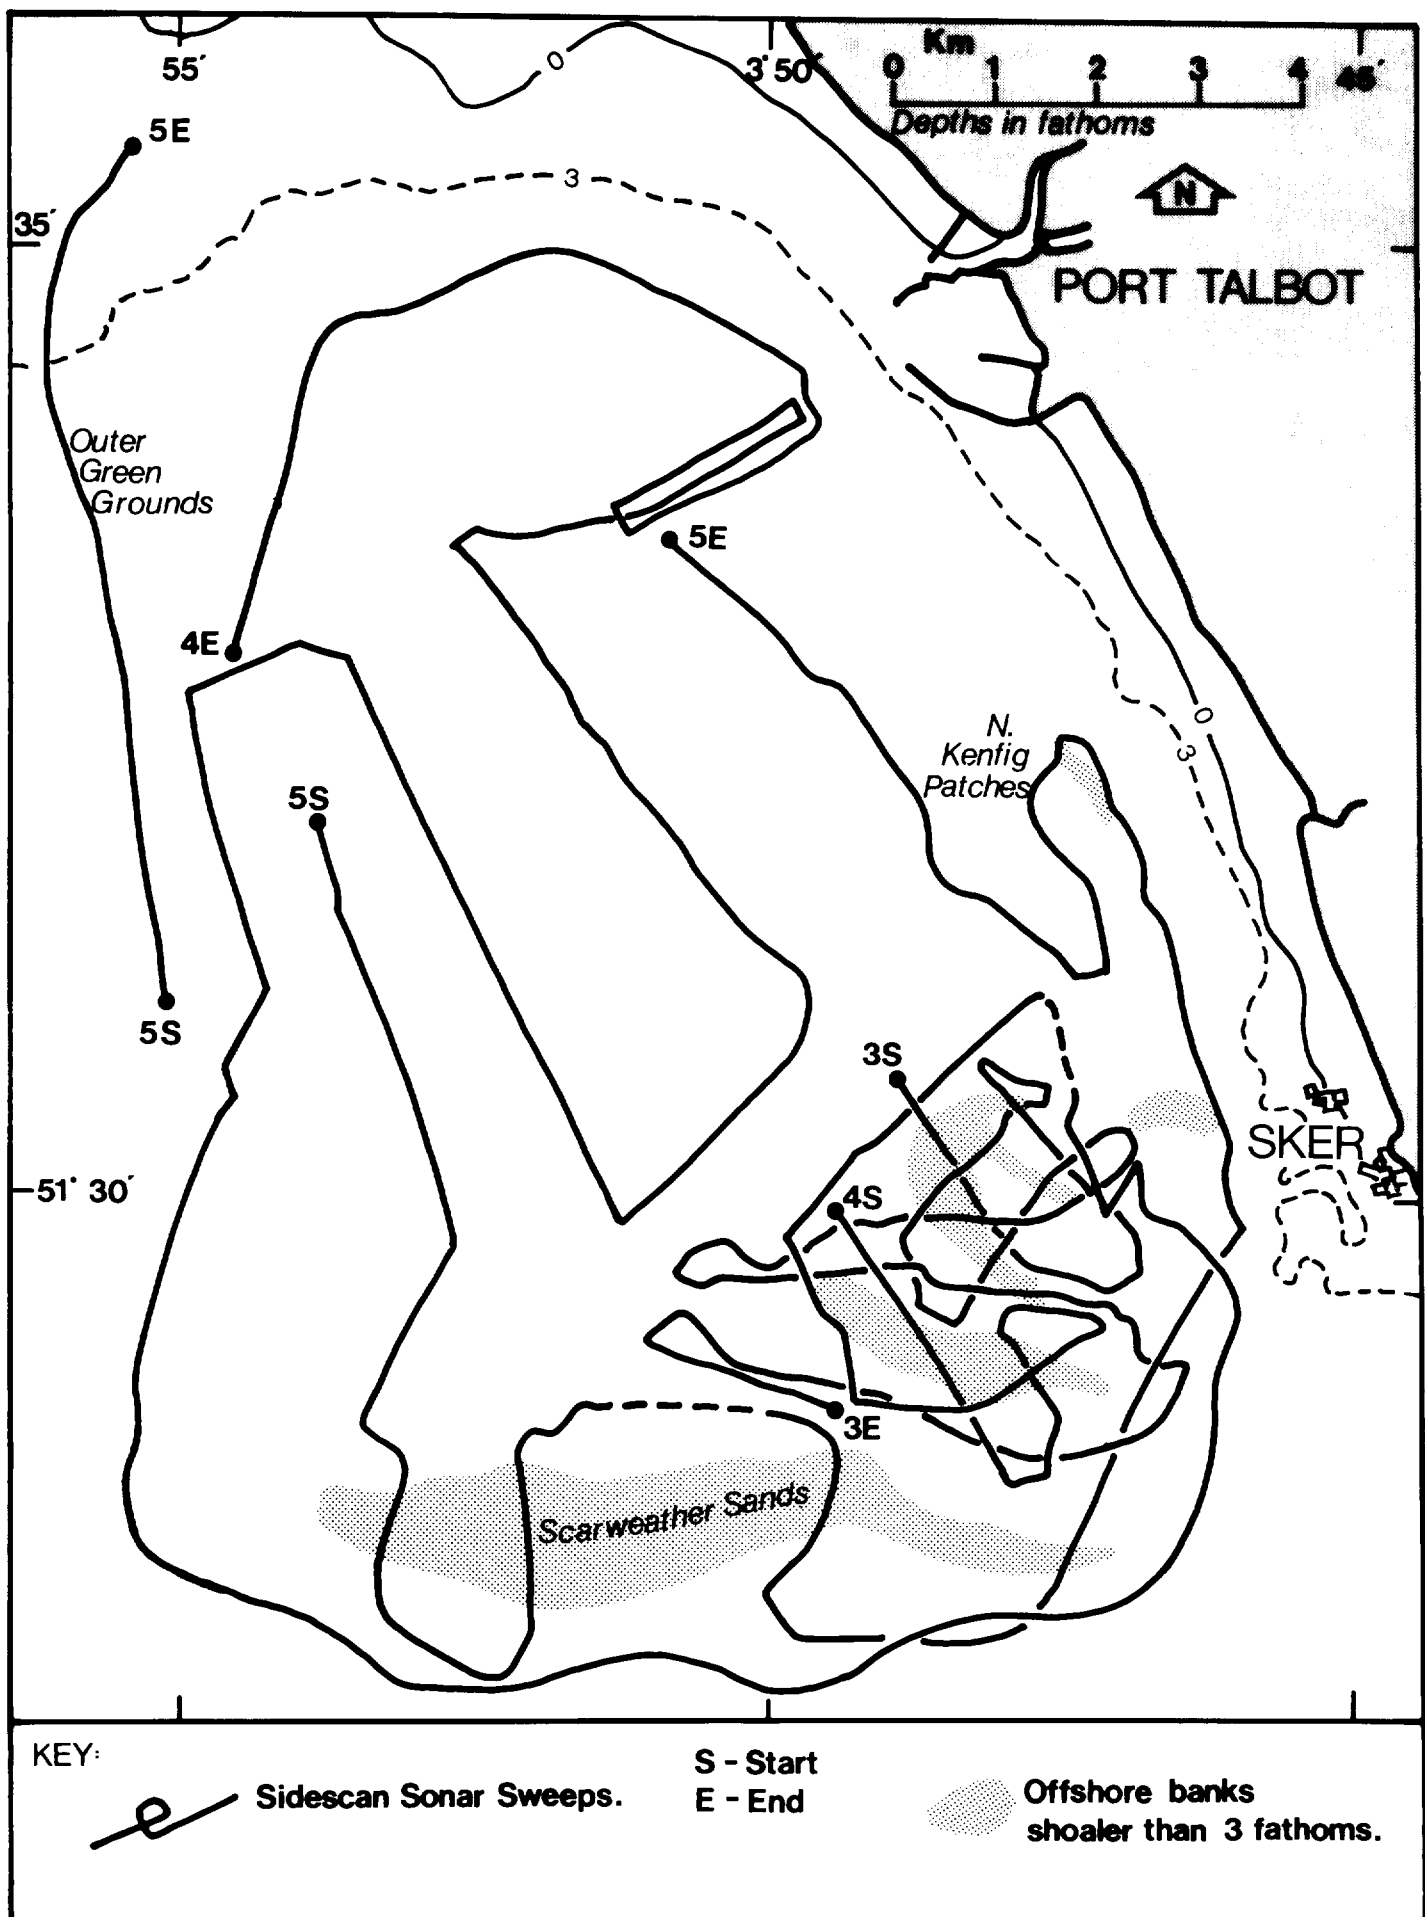 55′
0
3°50′
Km
0 1 2 3 4
45′
Depths in fathoms
5E
3
N
35′
PORT TALBOT
Outer
Green
Grounds
5E
4E
0
N.
Kenfig
Patches
3
5S
5S
3S
SKER
51° 30′
4S
3E
Scarweather Sands
KEY:
Sidescan Sonar Sweeps.
S - Start
E - End
Offshore banks
shoaler than 3 fathoms.